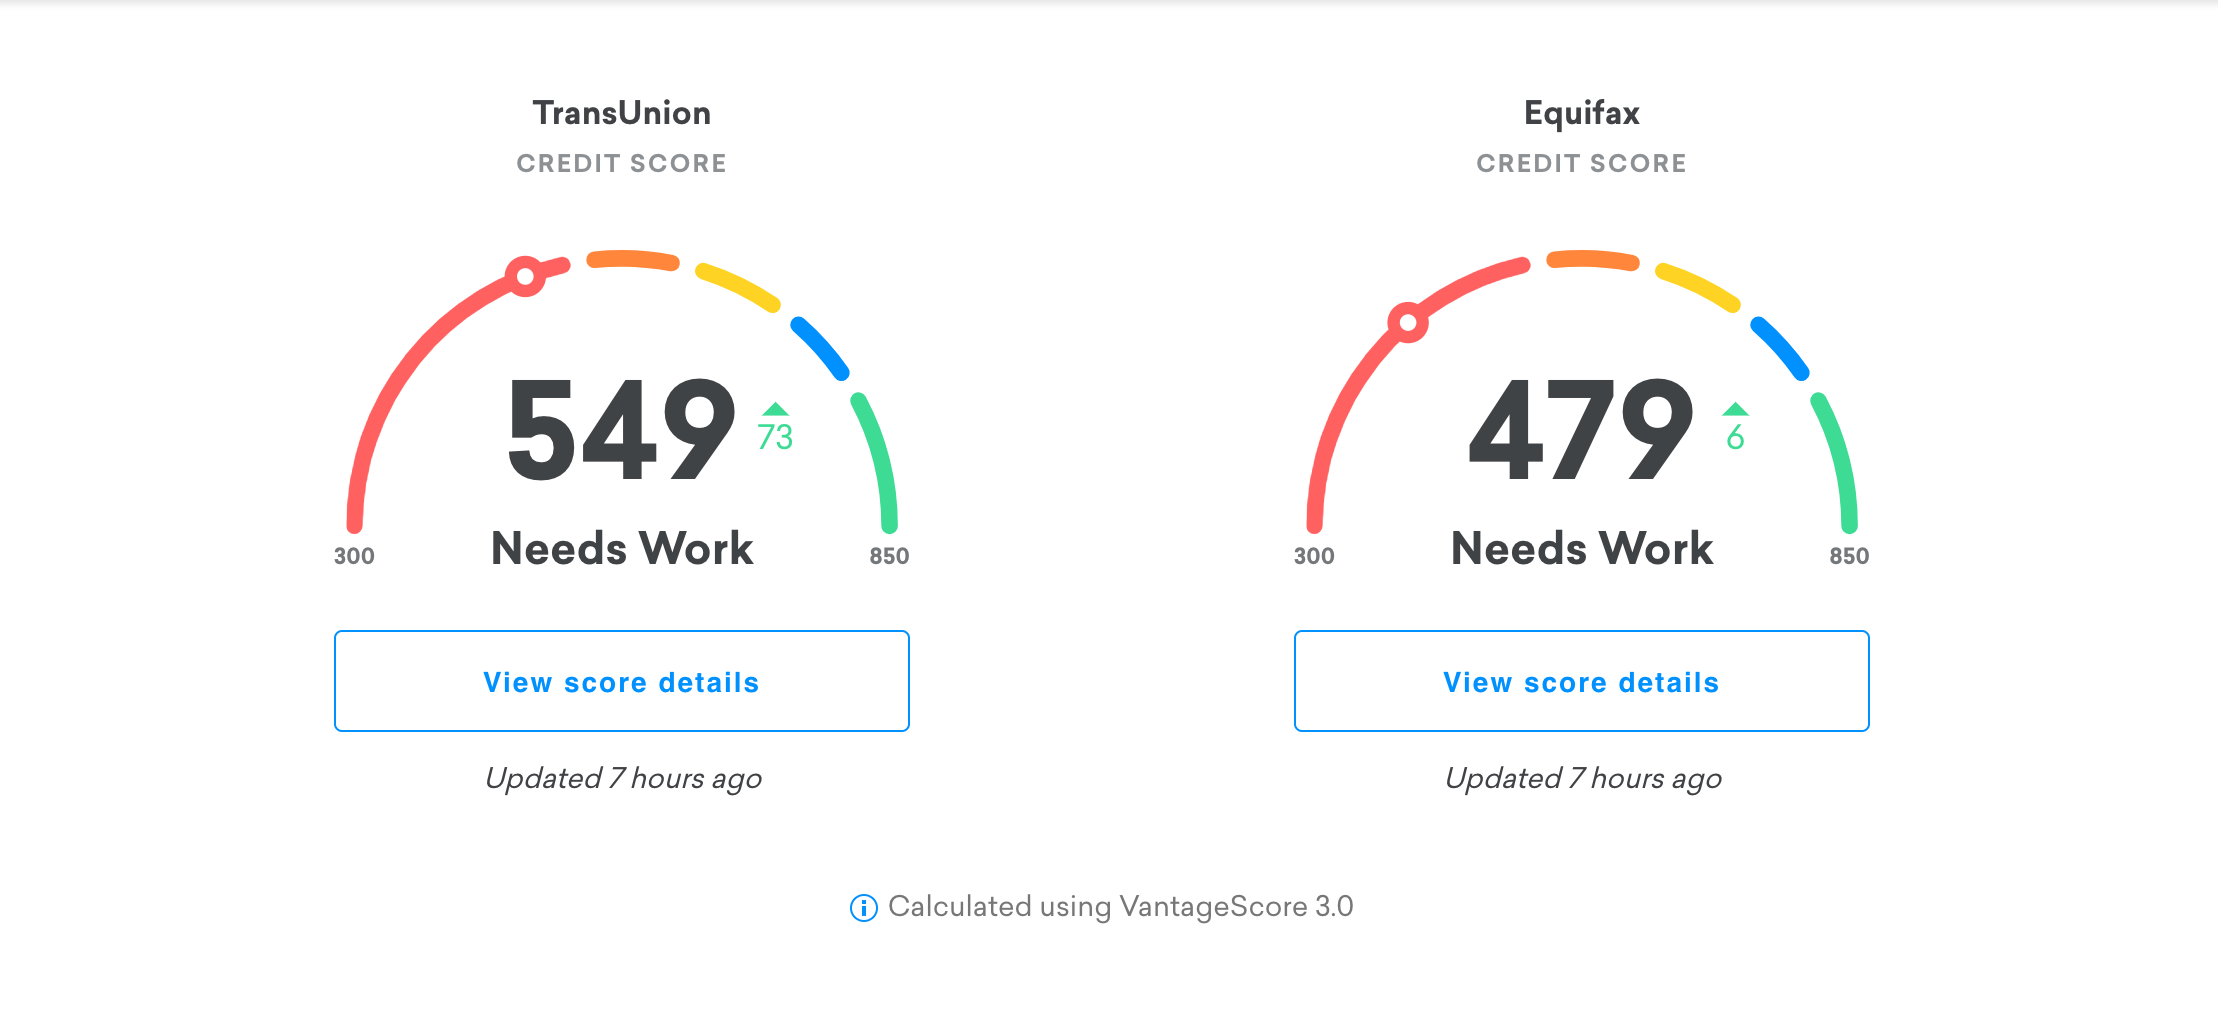 TransUnion
CREDIT SCORE
549
73
Needs Work
300
850
View score details
Updated 7 hours ago
Equifax
CREDIT SCORE
479
6
Needs Work
300
850
View score details
Updated 7 hours ago
Calculated using VantageScore 3.0